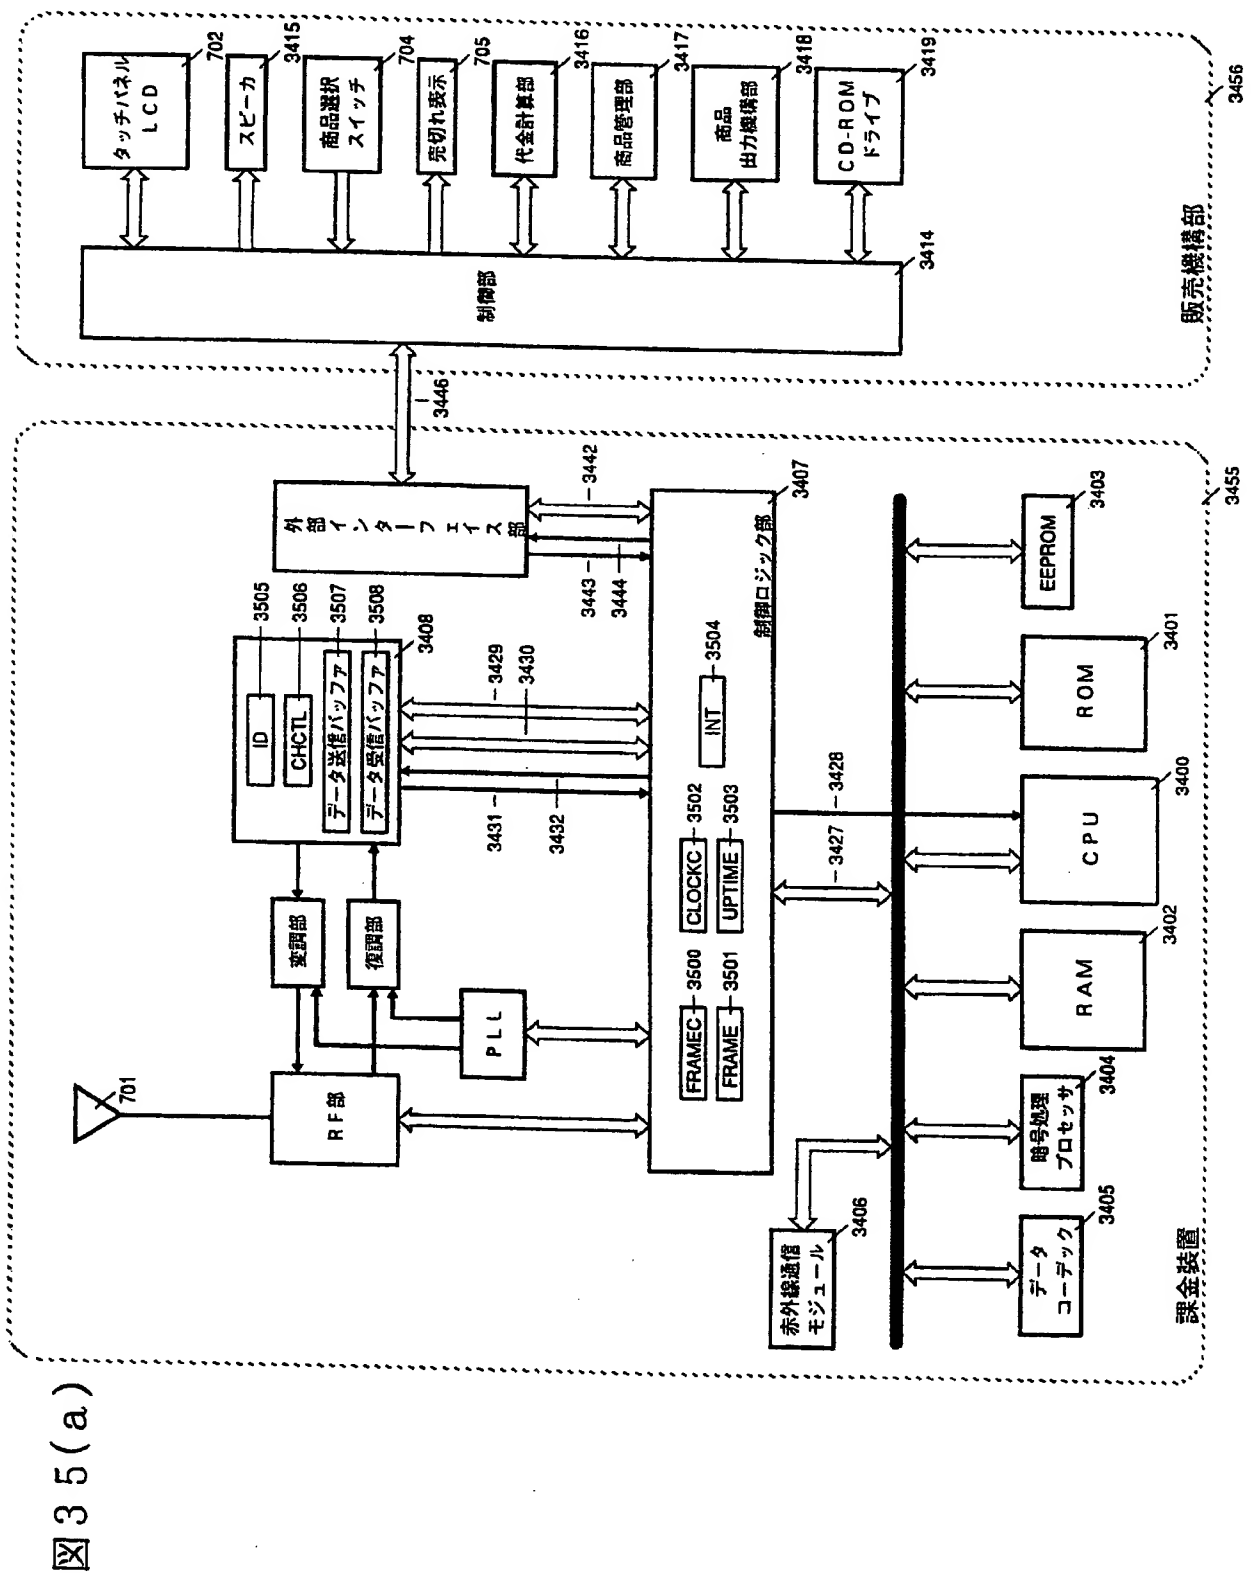 図35(a)
701
RF部
変調部
復調部
PLL
ID
3505
CHCTL
3506
データ送信バッファ
3507
データ受信バッファ
3508
3408
外部インターフェイス部
3446
3442
3443
3444
3429
3430
3431
3432
FRAMEC
3500
FRAME
3501
CLOCKC
3502
UPTIME
3503
INT
3504
制御ロジック部
3407
3427
3428
赤外線通信
モジュール
3406
データ
コーデック
3405
暗号処理
プロセッサ
3404
RAM
3402
CPU
3400
ROM
3401
EEPROM
3403
課金装置
3455
制御部
3414
タッチパネル
LCD
702
スピーカ
3415
商品選択
スイッチ
704
売切れ表示
705
代金計算部
3416
商品管理部
3417
商品
出力機構部
3418
CD-ROM
ドライブ
3419
販売機構部
3456